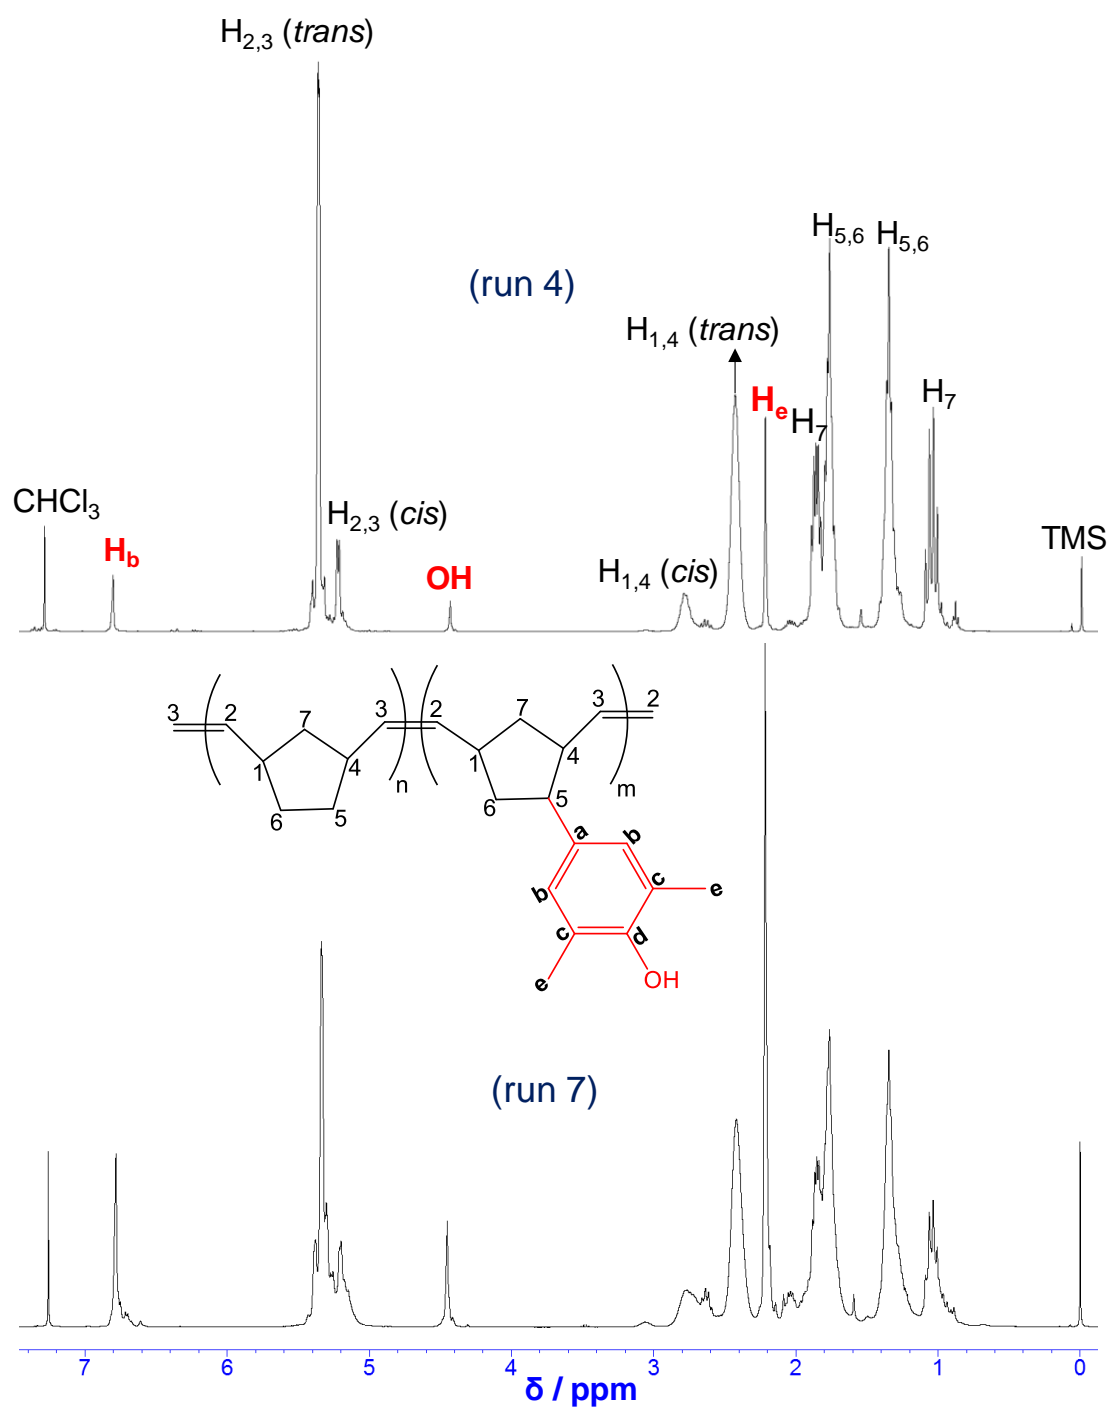 H2,3 (trans)
H5,6
H5,6
(run 4)
H1,4 (trans)
He
H7
H7
CHCl3
H2,3 (cis)
Hb
OH
H1,4 (cis)
TMS
3
2
7
3
2
7
3
2
1
4
n
1
4
m
6
5
6
5
a
b
b
c
e
c
d
e
OH
(run 7)
7
6
5
4
3
2
1
0
δ / ppm